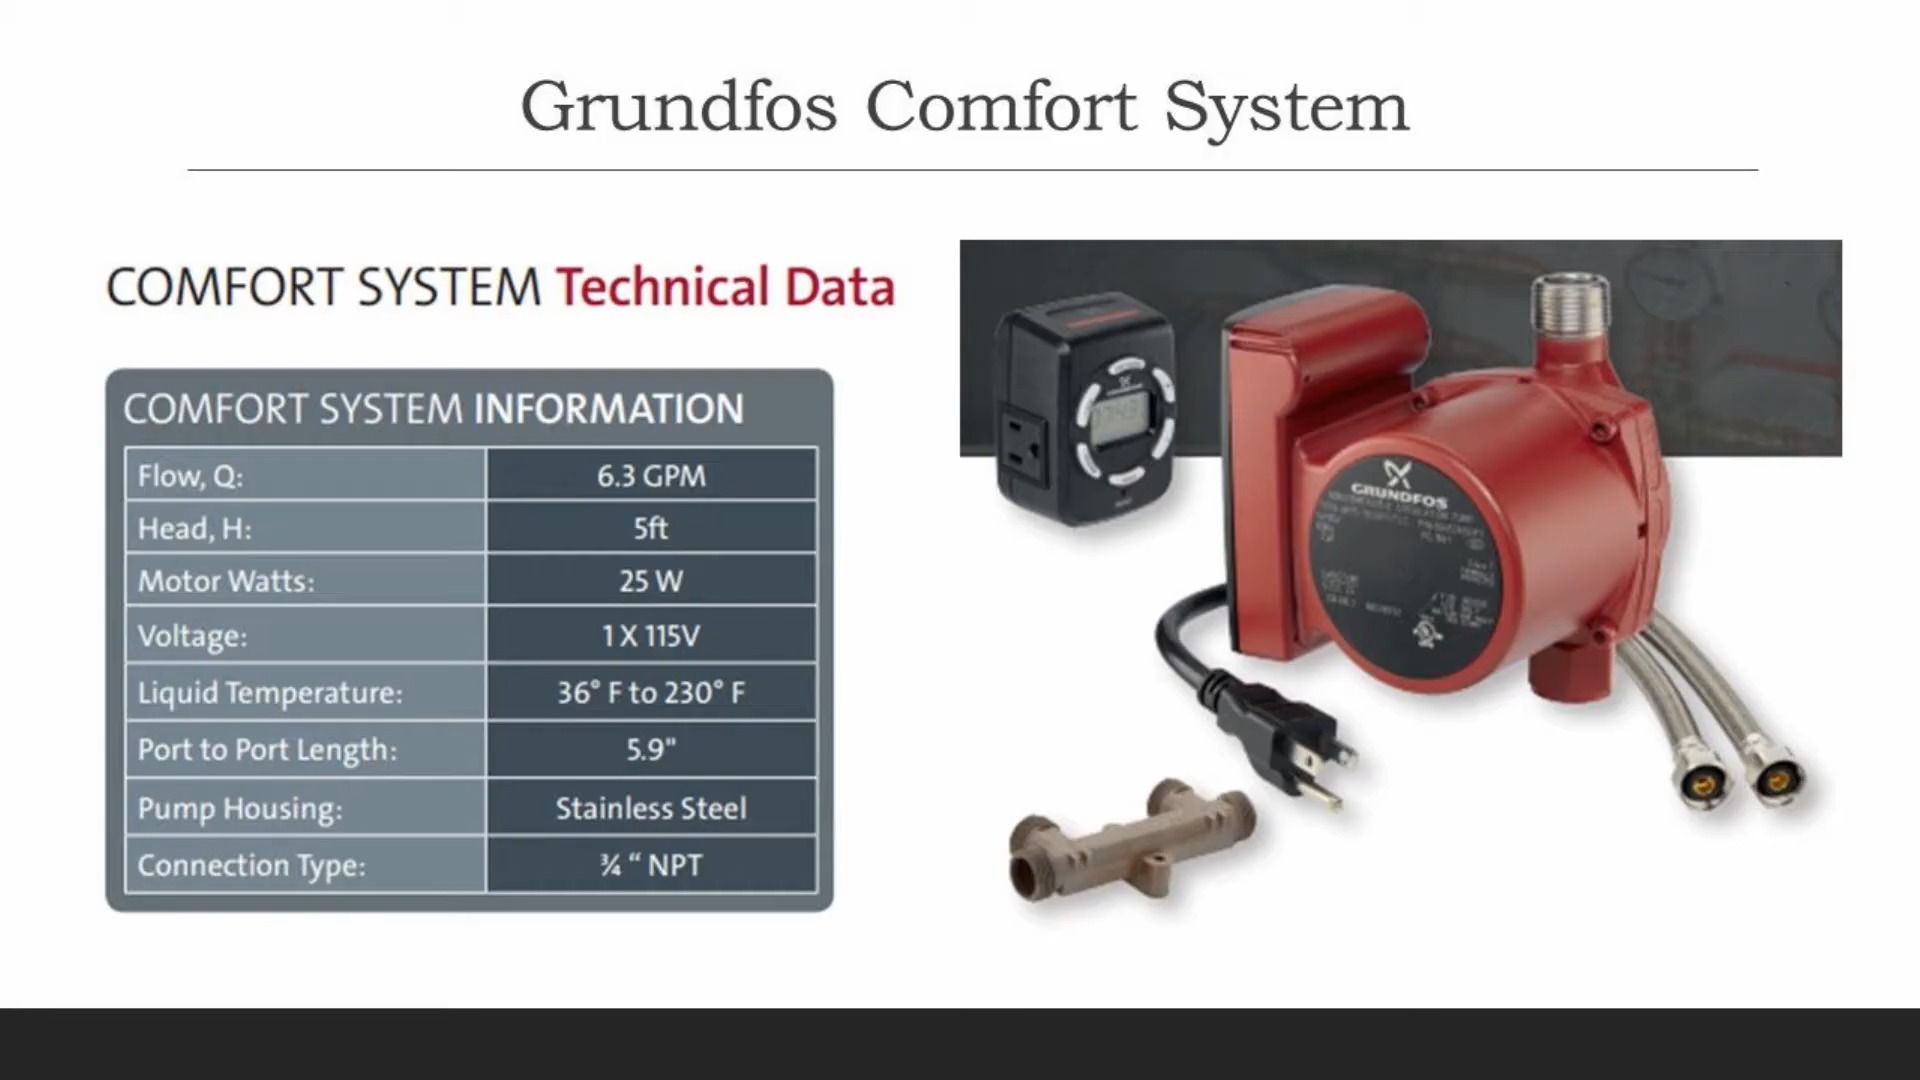 Grundfos Comfort System
COMFORT SYSTEM Technical Data
COMFORT SYSTEM INFORMATION
Flow, Q: 6.3 GPM
Head, H: 5ft
Motor Watts: 25 W
Voltage: 1 X 115V
Liquid Temperature: 36° F to 230° F
Port to Port Length: 5.9"
Pump Housing: Stainless Steel
Connection Type: ¾ “ NPT
GRUNDFOS